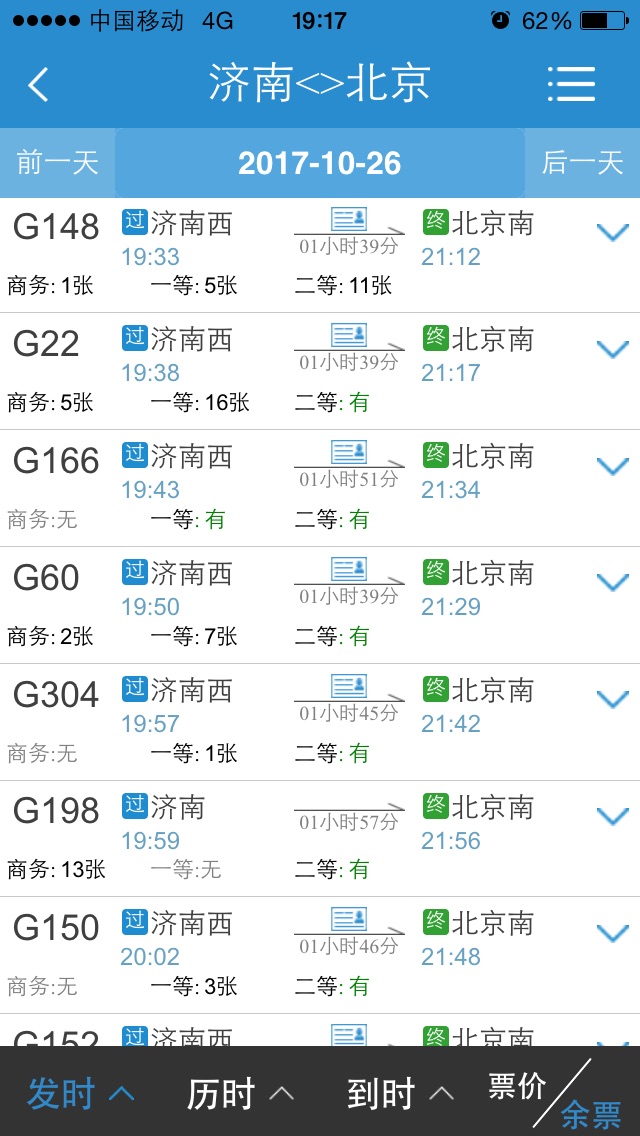 中国移动 4G 19:17 62%
济南<>北京
前一天 2017-10-26 后一天
G148 过 济南西 终 北京南
19:33 01小时39分 21:12
商务: 1张 一等: 5张 二等: 11张
G22 过 济南西 终 北京南
19:38 01小时39分 21:17
商务: 5张 一等: 16张 二等: 有
G166 过 济南西 终 北京南
19:43 01小时51分 21:34
商务:无 一等: 有 二等: 有
G60 过 济南西 终 北京南
19:50 01小时39分 21:29
商务: 2张 一等: 7张 二等: 有
G304 过 济南西 终 北京南
19:57 01小时45分 21:42
商务:无 一等: 1张 二等: 有
G198 过 济南 终 北京南
19:59 01小时57分 21:56
商务: 13张 一等:无 二等: 有
G150 过 济南西 终 北京南
20:02 01小时46分 21:48
商务:无 一等: 3张 二等: 有
G152 过 济南西 终 北京南
发时 历时 到时 票价/余票